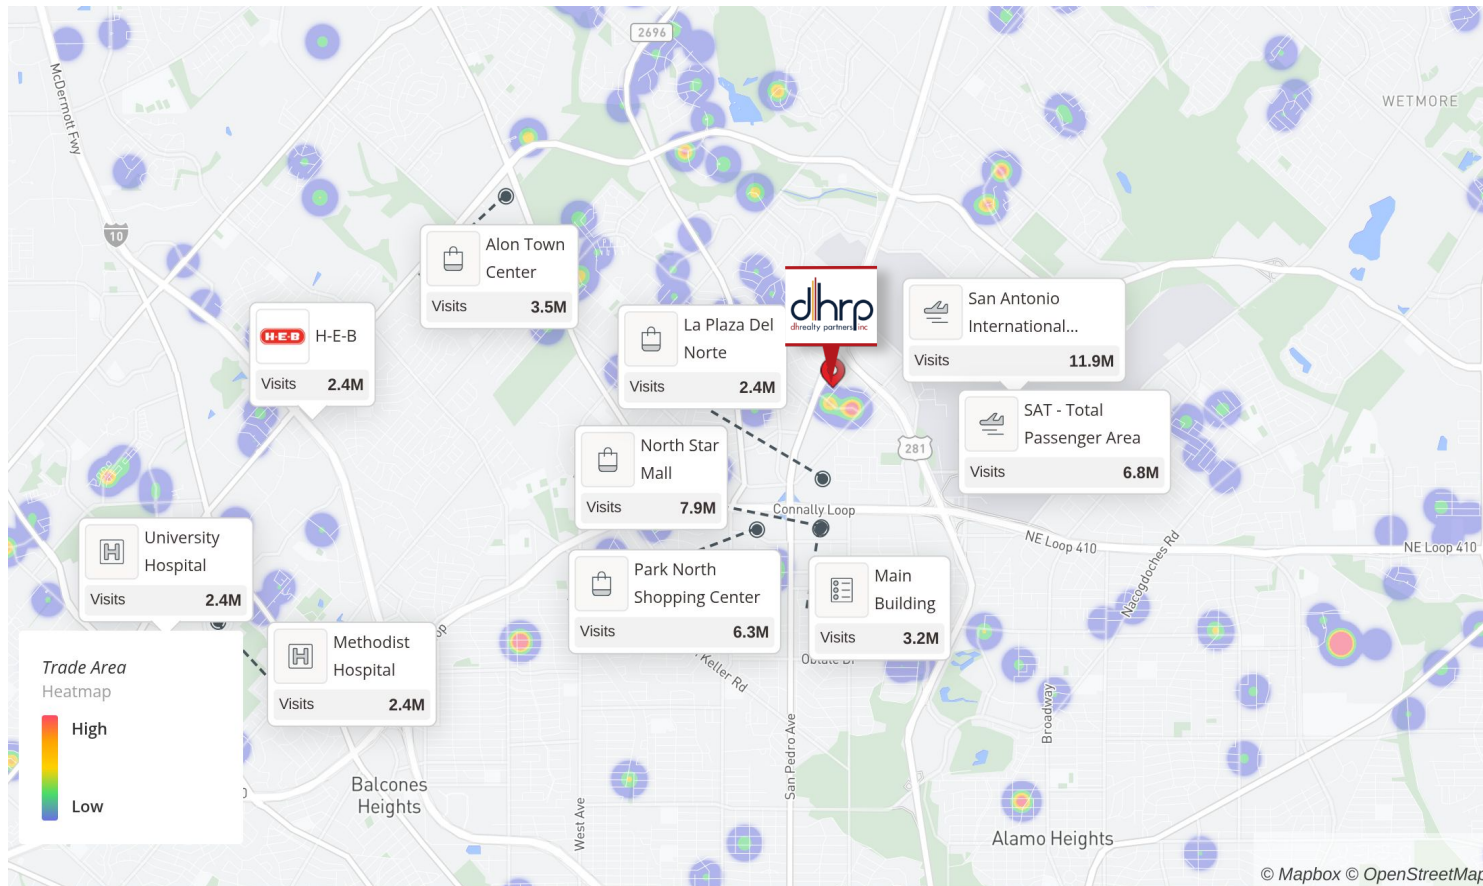 2696
WETMORE
McDermott Fwy
10
Alon Town
Center
Visits 3.5M
dhrp
dhrealty partners inc
San Antonio
International...
Visits 11.9M
H-E-B
H-E-B
Visits 2.4M
La Plaza Del
Norte
Visits 2.4M
SAT - Total
Passenger Area
Visits 6.8M
281
North Star
Mall
Visits 7.9M
Connally Loop
NE Loop 410
Nacogdoches Rd
NE Loop 410
University
Hospital
Visits 2.4M
Park North
Shopping Center
Visits 6.3M
Main
Building
Visits 3.2M
Methodist
Hospital
Visits 2.4M
Keller Rd
Trade Area
Heatmap
High
Low
Broadway
San Pedro Ave
West Ave
Balcones
Heights
Alamo Heights
© Mapbox © OpenStreetMap